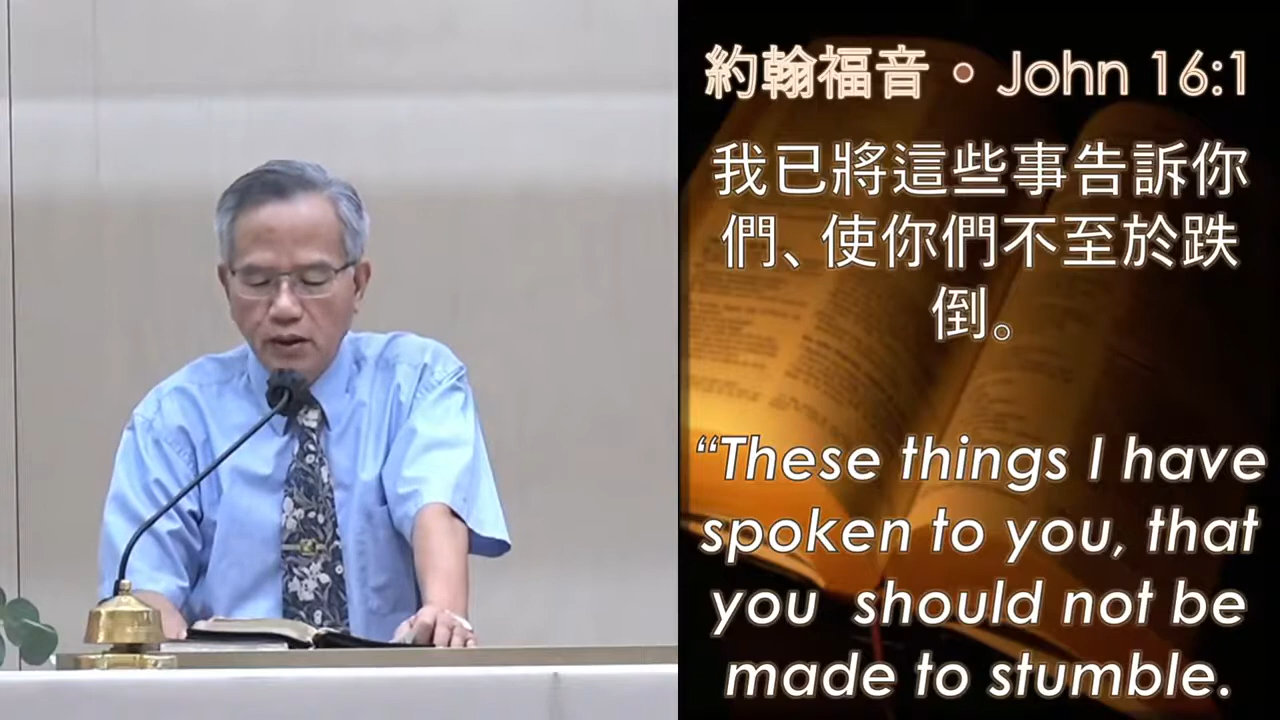 約翰福音 • John 16:1
我已將這些事告訴你
們、使你們不至於跌
倒。
“These things I have
spoken to you, that
you should not be
made to stumble.